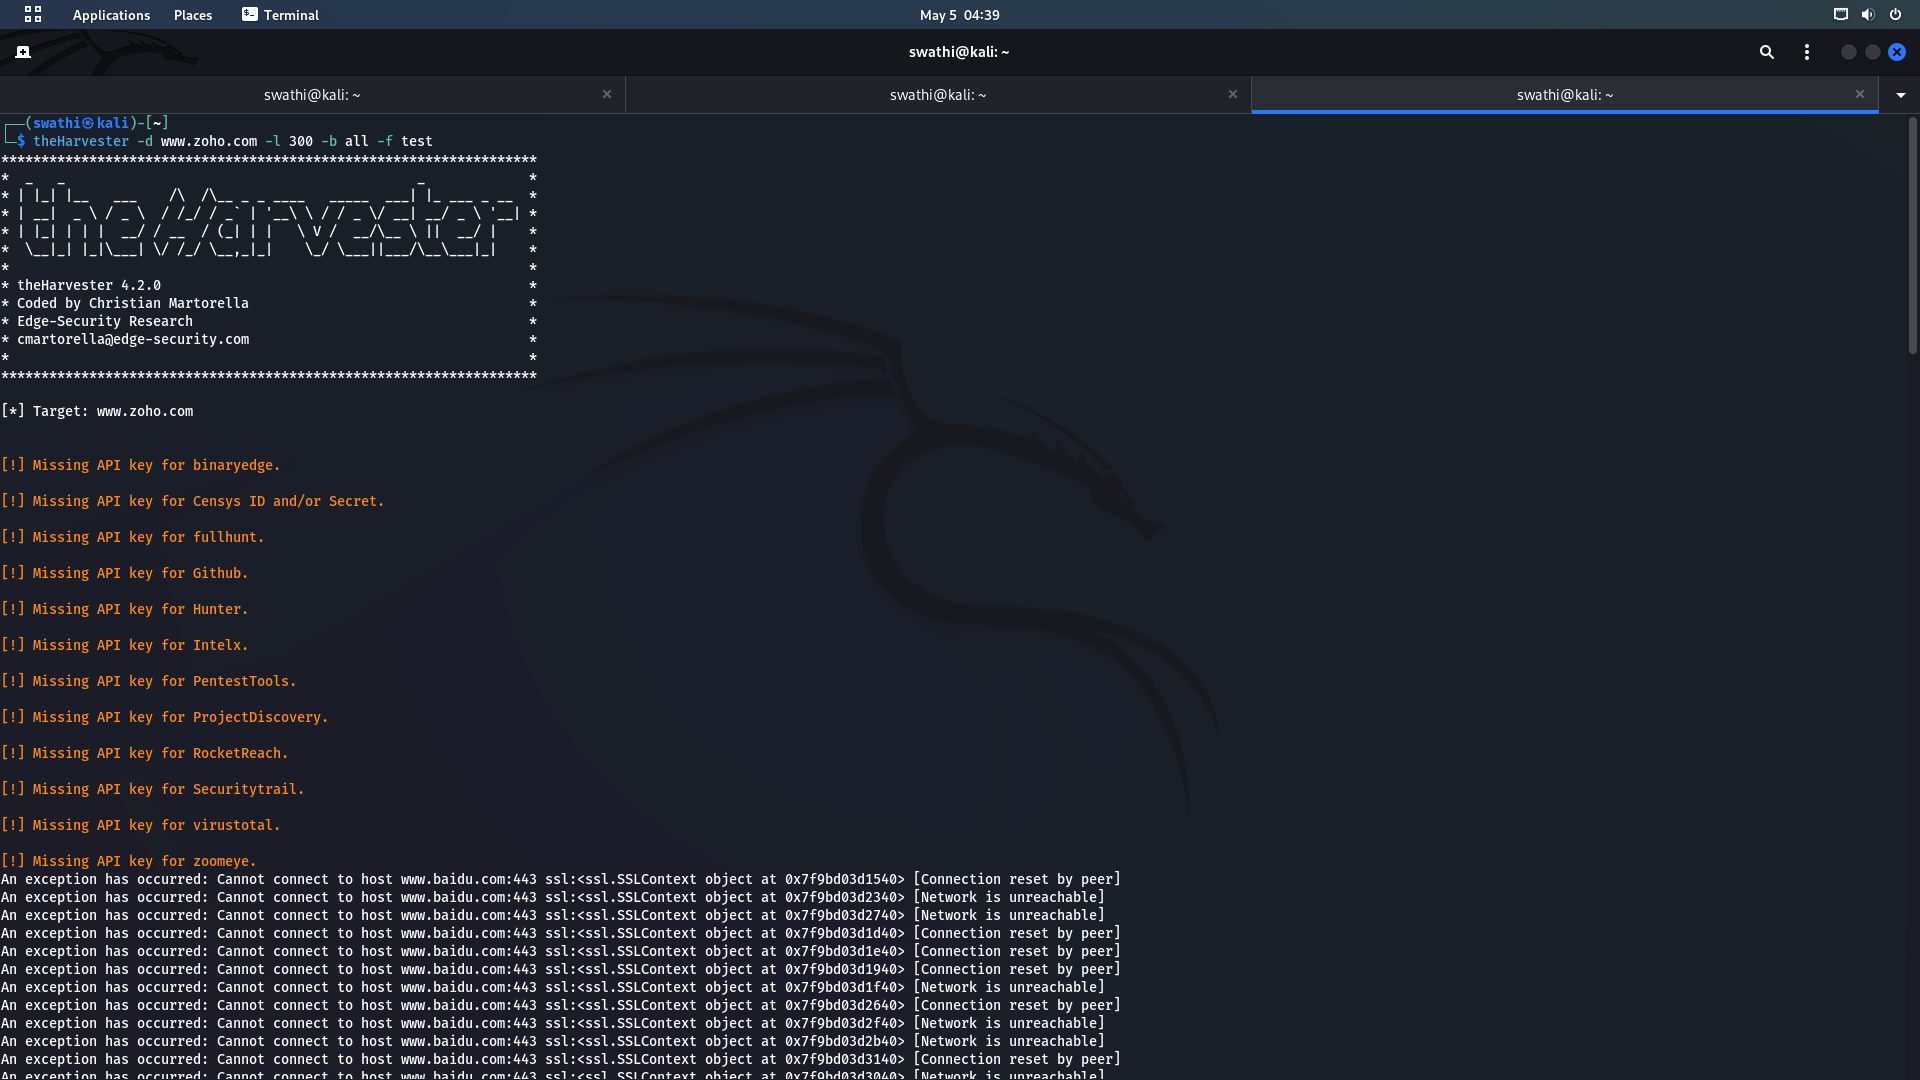 Applications Places Terminal May 5 04:39
swathi@kali: ~
swathi@kali: ~ × swathi@kali: ~ × swathi@kali: ~ ×
┌──(swathi㉿kali)-[~]
└─$ theHarvester -d www.zoho.com -l 300 -b all -f test
*******************************************************************
*  _   _                                            _             *
* | |_| |__   ___    /\  /\__ _ _ ____   _____  ___| |_ ___ _ __  *
* | __|  _ \ / _ \  / /_/ / _` | '__\ \ / / _ \/ __| __/ _ \ '__| *
* | |_| | | |  __/ / __  / (_| | |   \ V /  __/\__ \ ||  __/ |    *
*  \__|_| |_|\___| \/ /_/ \__,_|_|    \_/ \___||___/\__\___|_|    *
*                                                                 *
* theHarvester 4.2.0                                              *
* Coded by Christian Martorella                                   *
* Edge-Security Research                                          *
* cmartorella@edge-security.com                                   *
*                                                                 *
*******************************************************************
[*] Target: www.zoho.com
[!] Missing API key for binaryedge.
[!] Missing API key for Censys ID and/or Secret.
[!] Missing API key for fullhunt.
[!] Missing API key for Github.
[!] Missing API key for Hunter.
[!] Missing API key for Intelx.
[!] Missing API key for PentestTools.
[!] Missing API key for ProjectDiscovery.
[!] Missing API key for RocketReach.
[!] Missing API key for Securitytrail.
[!] Missing API key for virustotal.
[!] Missing API key for zoomeye.
An exception has occurred: Cannot connect to host www.baidu.com:443 ssl:<ssl.SSLContext object at 0x7f9bd03d1540> [Connection reset by peer]
An exception has occurred: Cannot connect to host www.baidu.com:443 ssl:<ssl.SSLContext object at 0x7f9bd03d2340> [Network is unreachable]
An exception has occurred: Cannot connect to host www.baidu.com:443 ssl:<ssl.SSLContext object at 0x7f9bd03d2740> [Network is unreachable]
An exception has occurred: Cannot connect to host www.baidu.com:443 ssl:<ssl.SSLContext object at 0x7f9bd03d1d40> [Connection reset by peer]
An exception has occurred: Cannot connect to host www.baidu.com:443 ssl:<ssl.SSLContext object at 0x7f9bd03d1e40> [Connection reset by peer]
An exception has occurred: Cannot connect to host www.baidu.com:443 ssl:<ssl.SSLContext object at 0x7f9bd03d1940> [Connection reset by peer]
An exception has occurred: Cannot connect to host www.baidu.com:443 ssl:<ssl.SSLContext object at 0x7f9bd03d1f40> [Network is unreachable]
An exception has occurred: Cannot connect to host www.baidu.com:443 ssl:<ssl.SSLContext object at 0x7f9bd03d2640> [Connection reset by peer]
An exception has occurred: Cannot connect to host www.baidu.com:443 ssl:<ssl.SSLContext object at 0x7f9bd03d2f40> [Network is unreachable]
An exception has occurred: Cannot connect to host www.baidu.com:443 ssl:<ssl.SSLContext object at 0x7f9bd03d2b40> [Network is unreachable]
An exception has occurred: Cannot connect to host www.baidu.com:443 ssl:<ssl.SSLContext object at 0x7f9bd03d3140> [Connection reset by peer]
An exception has occurred: Cannot connect to host www.baidu.com:443 ssl:<ssl.SSLContext object at 0x7f9bd03d3040> [Network is unreachable]